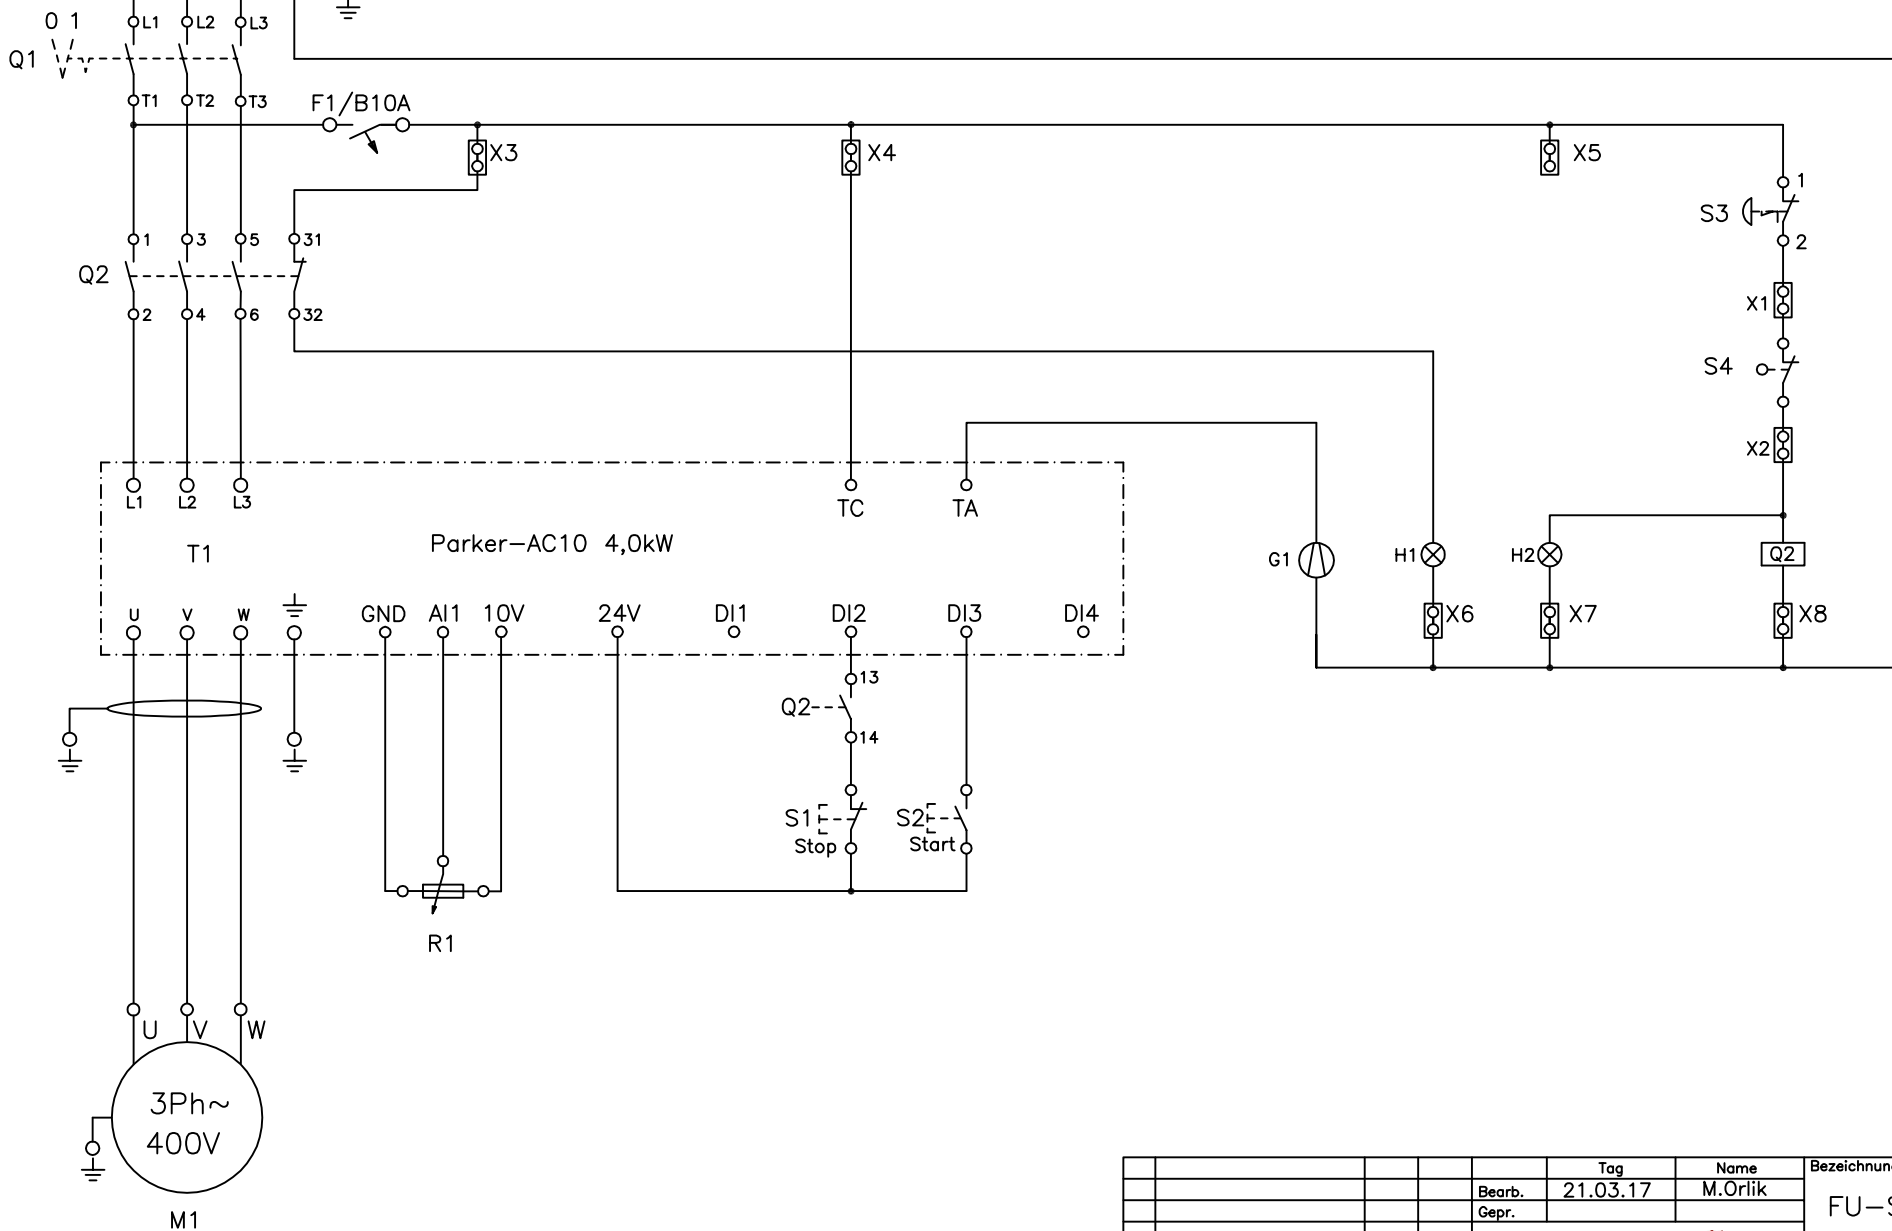 0 1
L1 L2 L3
Q1
T1 T2 T3
F1/B10A
X3 X4 X5
1
S3
2
1 3 5 31
Q2
2 4 6 32
X1
S4
X2
L1 L2 L3 TC TA
T1 Parker-AC10 4,0kW
G1 H1 H2 Q2
U V W GND AI1 10V 24V DI1 DI2 DI3 DI4
X6 X7 X8
13
Q2
14
S1 S2
Stop Start
R1
U V W
3Ph~
400V
M1
Tag Name Bezeichnun
Bearb. 21.03.17 M.Orlik
Gepr.
FU-S